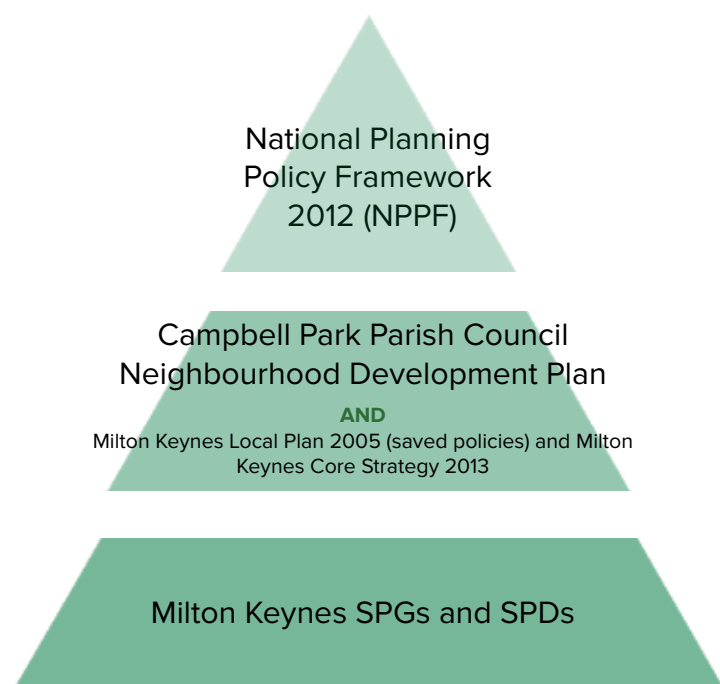 National Planning
Policy Framework
2012 (NPPF)
Campbell Park Parish Council
Neighbourhood Development Plan
AND
Milton Keynes Local Plan 2005 (saved policies) and Milton
Keynes Core Strategy 2013
Milton Keynes SPGs and SPDs